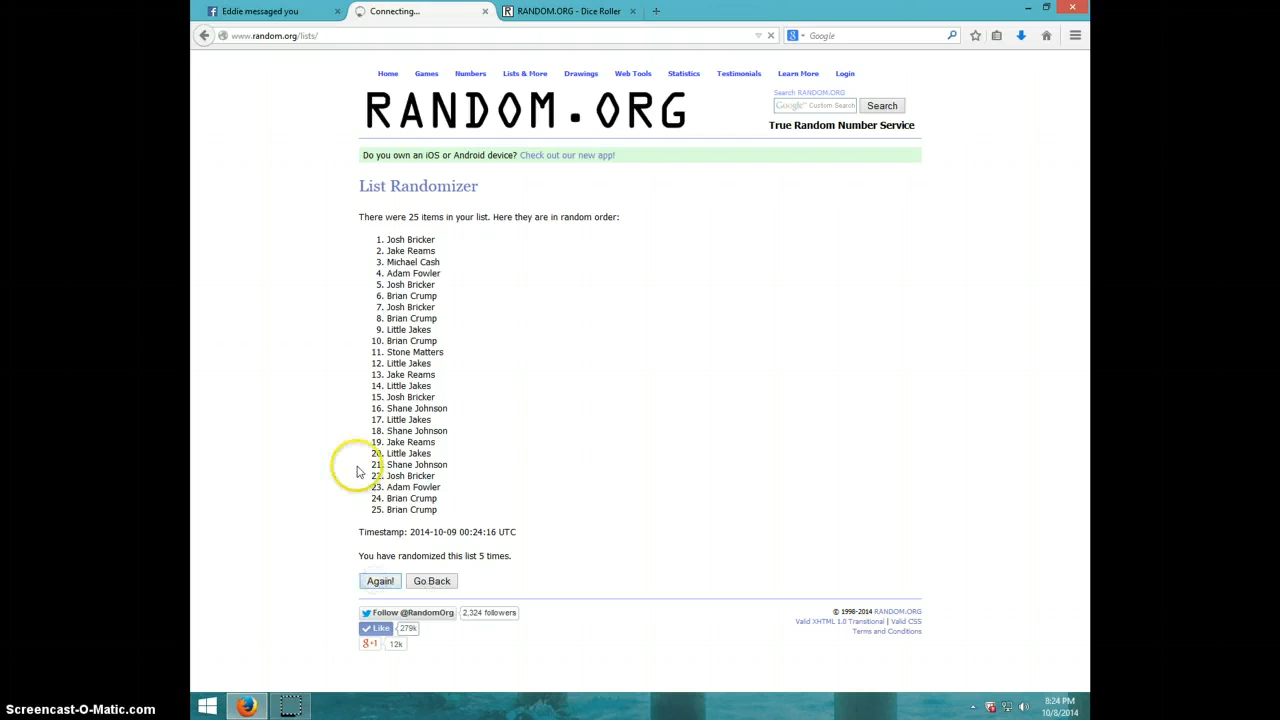 Eddie messaged you
Connecting...
RANDOM.ORG - Dice Roller
www.random.org/lists/
Google
Home Games Numbers Lists & More Drawings Web Tools Statistics Testimonials Learn More Login
RANDOM.ORG
Search RANDOM.ORG
Google™ Custom Search Search
True Random Number Service
Do you own an iOS or Android device? Check out our new app!
List Randomizer
There were 25 items in your list. Here they are in random order:
1. Josh Bricker
2. Jake Reams
3. Michael Cash
4. Adam Fowler
5. Josh Bricker
6. Brian Crump
7. Josh Bricker
8. Brian Crump
9. Little Jakes
10. Brian Crump
11. Stone Matters
12. Little Jakes
13. Jake Reams
14. Little Jakes
15. Josh Bricker
16. Shane Johnson
17. Little Jakes
18. Shane Johnson
19. Jake Reams
20. Little Jakes
21. Shane Johnson
22. Josh Bricker
23. Adam Fowler
24. Brian Crump
25. Brian Crump
Timestamp: 2014-10-09 00:24:16 UTC
You have randomized this list 5 times.
Again! Go Back
Follow @RandomOrg 2,324 followers
Like 279k
g+1 12k
© 1998-2014 RANDOM.ORG
Valid XHTML 1.0 Transitional | Valid CSS
Terms and Conditions
8:24 PM
10/8/2014
Screencast-O-Matic.com